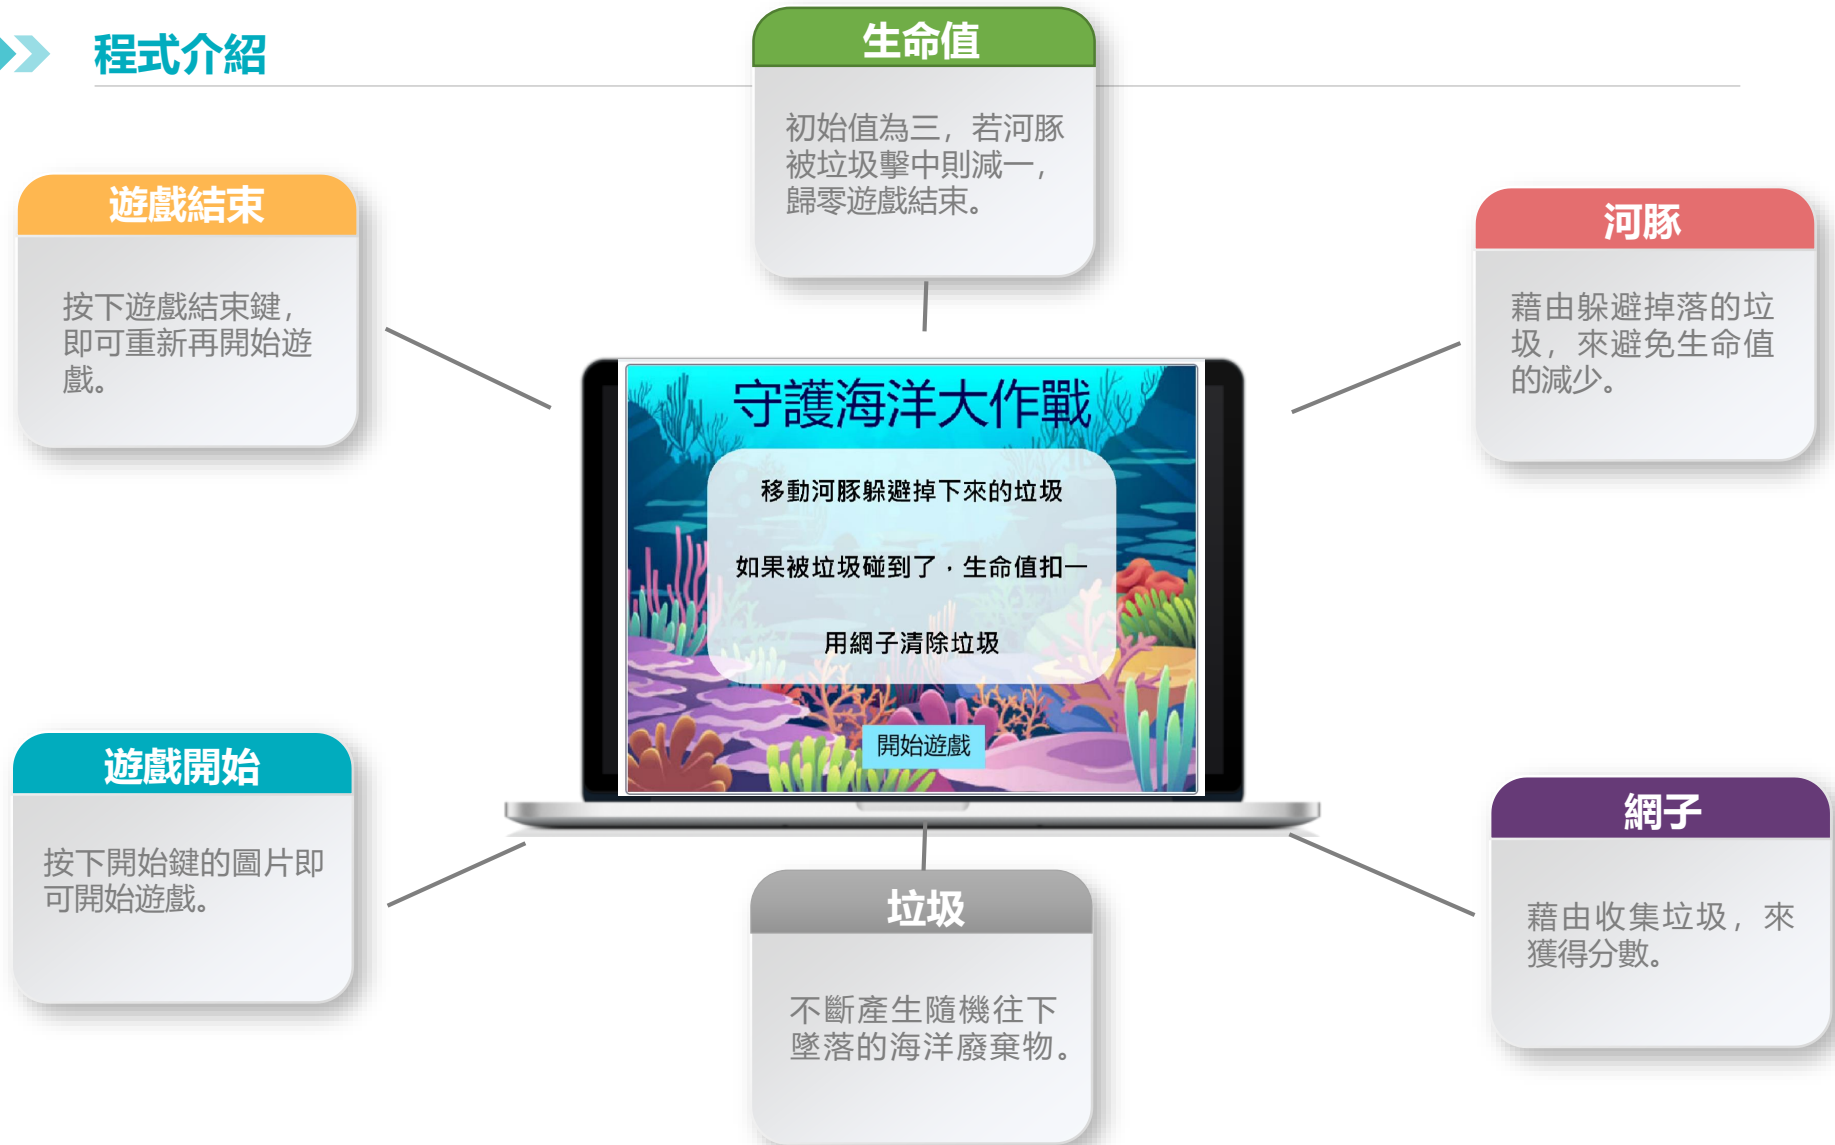 程式介紹
生命值
初始值為三，若河豚
被垃圾擊中則減一，
歸零遊戲結束。
遊戲結束
按下遊戲結束鍵，
即可重新再開始遊
戲。
河豚
藉由躲避掉落的垃
圾，來避免生命值
的減少。
守護海洋大作戰
移動河豚躲避掉下來的垃圾
如果被垃圾碰到了，生命值扣一
用網子清除垃圾
開始遊戲
遊戲開始
按下開始鍵的圖片即
可開始遊戲。
垃圾
不斷產生隨機往下
墜落的海洋廢棄物。
網子
藉由收集垃圾，來
獲得分數。